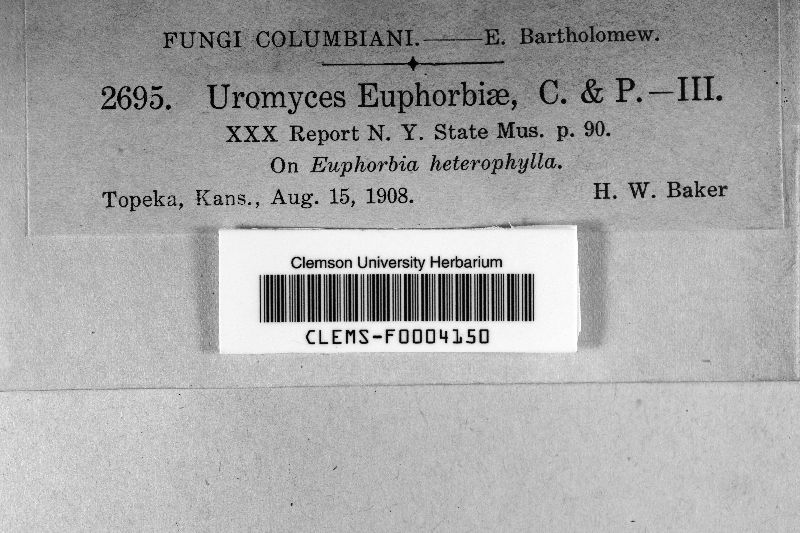 FUNGI COLUMBIANI.——E. Bartholomew.
2695. Uromyces Euphorbiæ, C. & P.—III.
XXX Report N. Y. State Mus. p. 90.
On Euphorbia heterophylla.
Topeka, Kans., Aug. 15, 1908. H. W. Baker
Clemson University Herbarium
CLEMS-F0004150